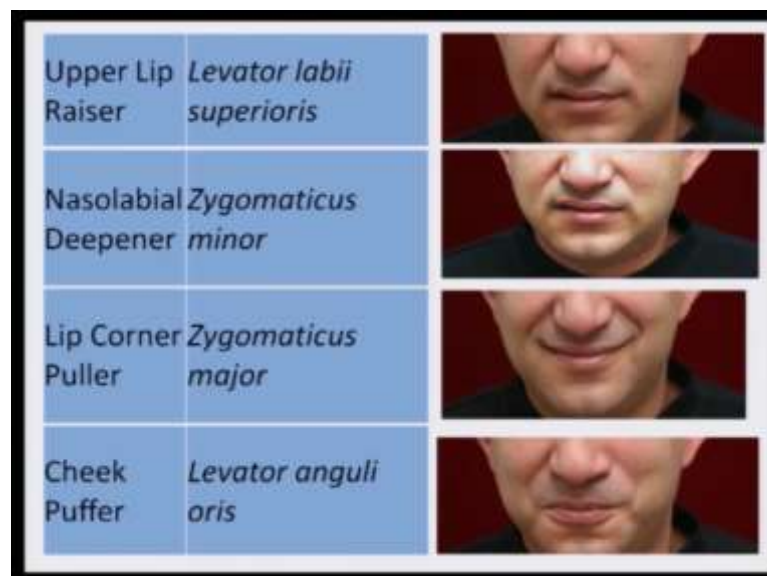 Upper Lip Levator labii
Raiser superioris
Nasolabial Zygomaticus
Deepener minor
Lip Corner Zygomaticus
Puller major
Cheek Levator anguli
Puffer oris